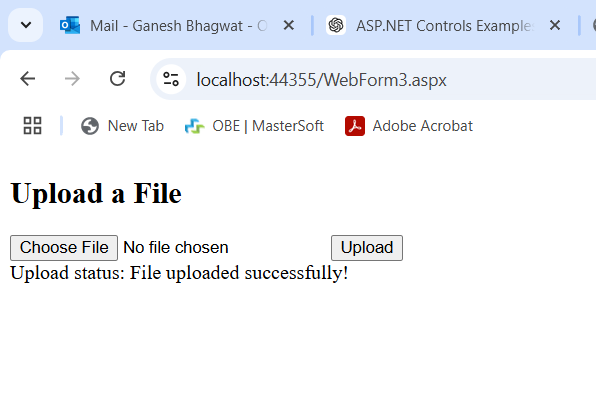 Mail - Ganesh Bhagwat - O
ASP.NET Controls Example
localhost:44355/WebForm3.aspx
New Tab
OBE | MasterSoft
Adobe Acrobat
Upload a File
Choose File No file chosen Upload
Upload status: File uploaded successfully!